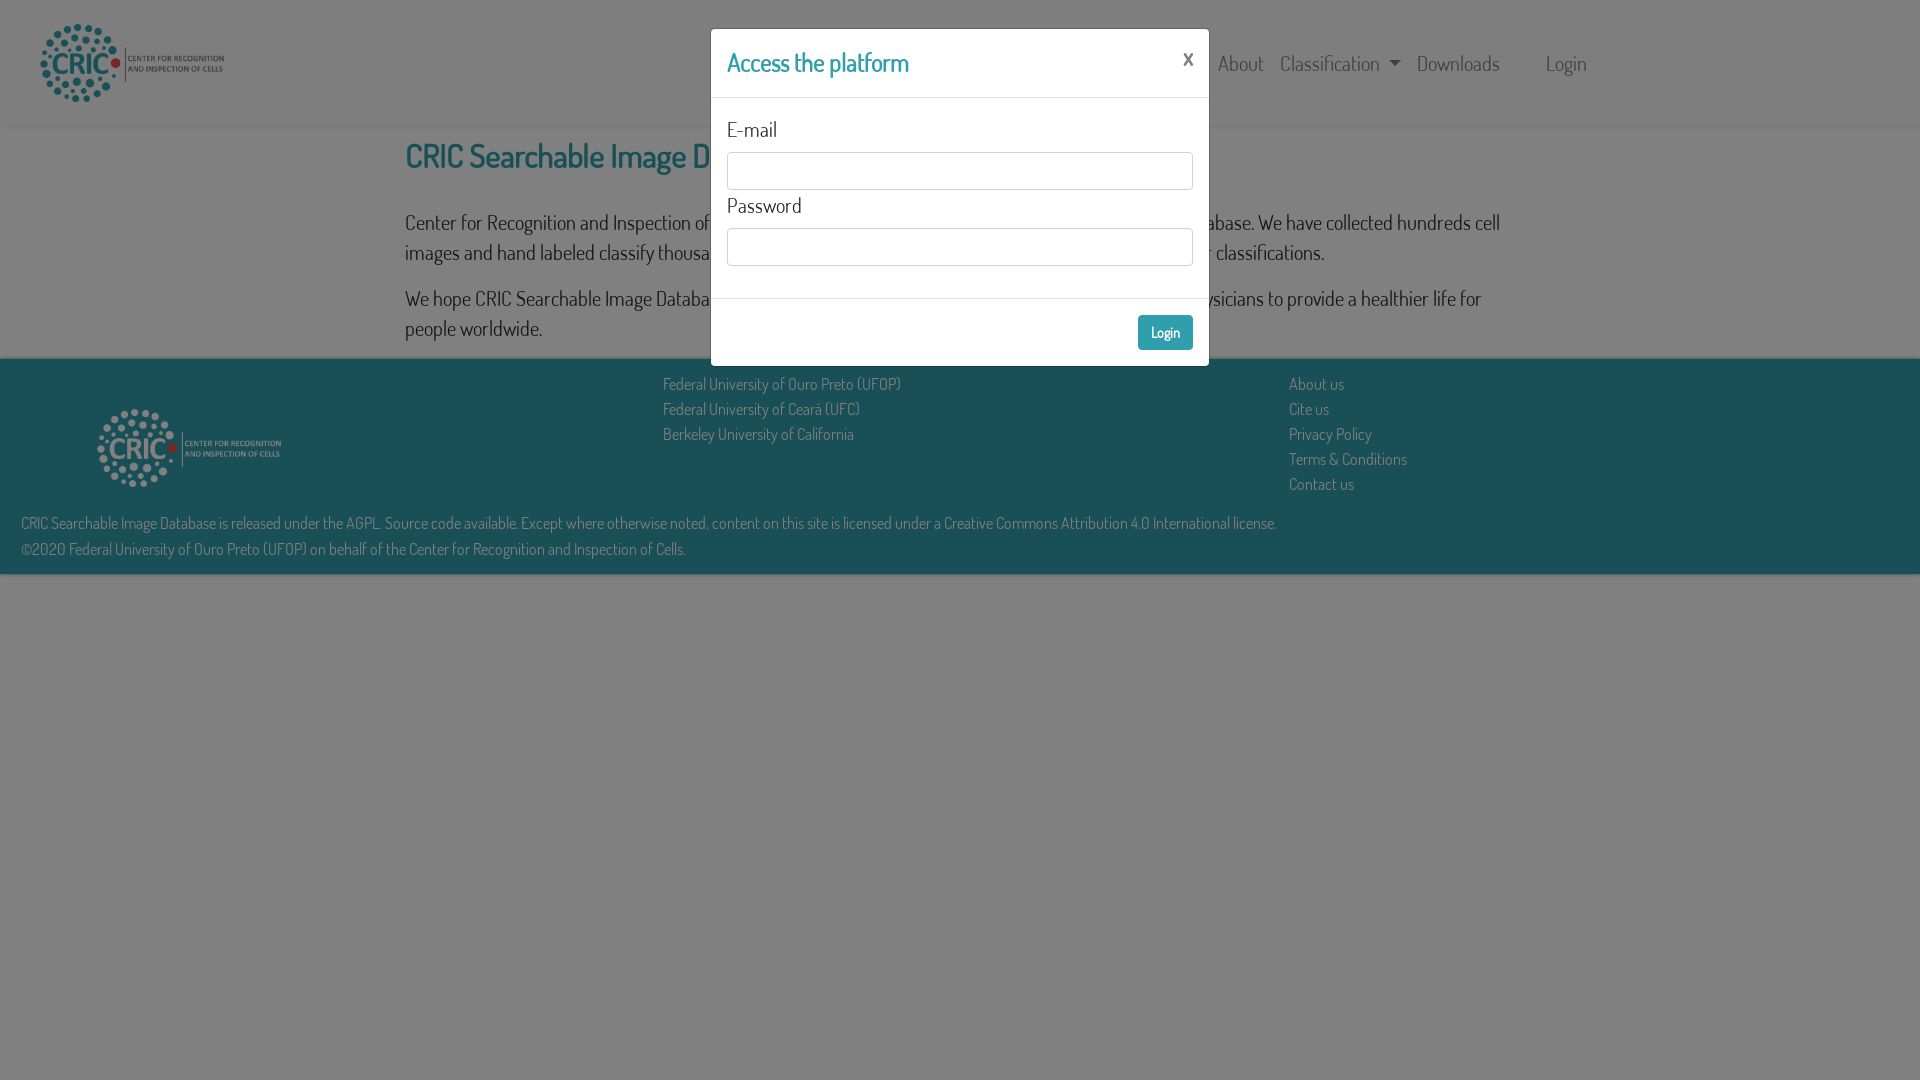 CRIC
CENTER FOR RECOGNITION
AND INSPECTION OF CELLS
About
Classification
Downloads
Login
Access the platform
x
E-mail
Password
Login
CRIC Searchable Image D
Center for Recognition and Inspection of
abase. We have collected hundreds cell
images and hand labeled classify thousa
classifications.
We hope CRIC Searchable Image Databa
ysicians to provide a healthier life for
people worldwide.
CRIC
CENTER FOR RECOGNITION
AND INSPECTION OF CELLS
Federal University of Ouro Preto (UFOP)
Federal University of Ceará (UFC)
Berkeley University of California
About us
Cite us
Privacy Policy
Terms & Conditions
Contact us
CRIC Searchable Image Database is released under the AGPL. Source code available. Except where otherwise noted, content on this site is licensed under a Creative Commons Attribution 4.0 International license.
©2020 Federal University of Ouro Preto (UFOP) on behalf of the Center for Recognition and Inspection of Cells.